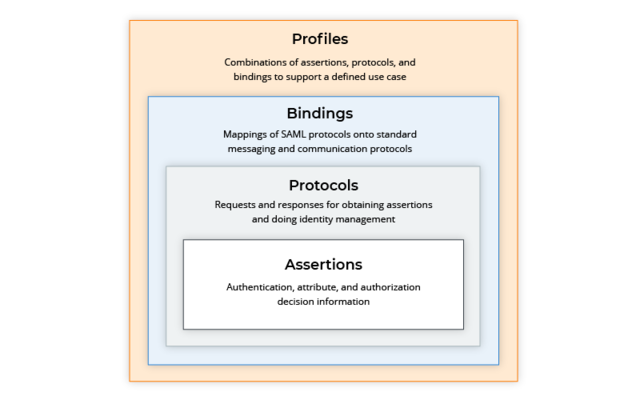 Profiles
Combinations of assertions, protocols, and
bindings to support a defined use case
Bindings
Mappings of SAML protocols onto standard
messaging and communication protocols
Protocols
Requests and responses for obtaining assertions
and doing identity management
Assertions
Authentication, attribute, and authorization
decision information